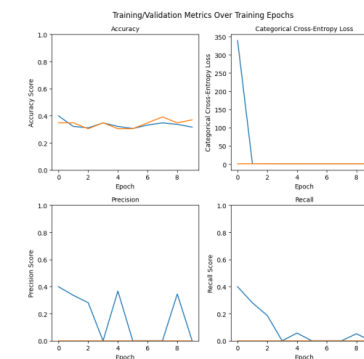 Training/Validation Metrics Over Training Epochs
Accuracy
Categorical Cross-Entropy Loss
1.0
0.8
0.6
0.4
0.2
0.0
Accuracy Score
0 2 4 6 8
Epoch
350
300
250
200
150
100
50
0
Categorical Cross-Entropy Loss
0 2 4 6 8
Epoch
Precision
Recall
1.0
0.8
0.6
0.4
0.2
0.0
Precision Score
0 2 4 6 8
Epoch
1.0
0.8
0.6
0.4
0.2
0.0
Recall Score
0 2 4 6 8
Epoch